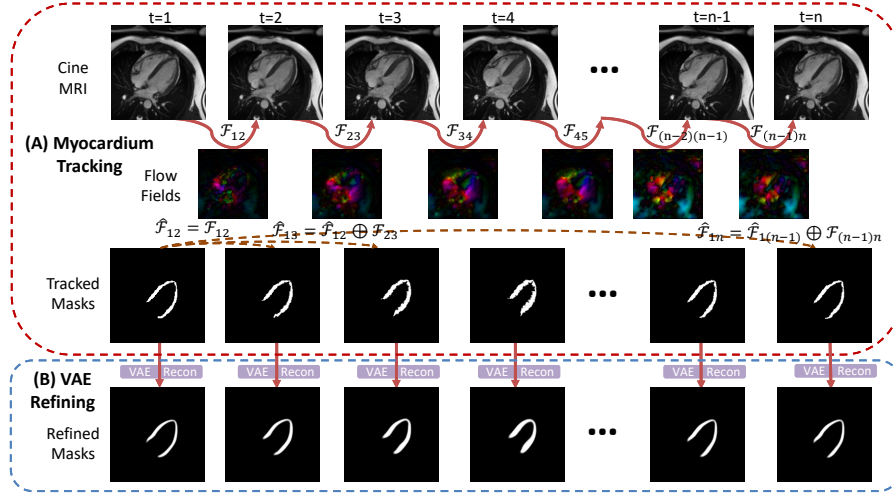 t=1 t=2 t=3 t=4 t=n-1 t=n
Cine
MRI
ℱ₁₂ ℱ₂₃ ℱ₃₄ ℱ₄₅ ℱ₍ₙ₋₂₎₍ₙ₋₁₎ ℱ₍ₙ₋₁₎ₙ
(A) Myocardium
Tracking
Flow
Fields
ℱ̂₁₂ = ℱ₁₂ ℱ̂₁₃ = ℱ̂₁₂ ⊕ ℱ₂₃ ℱ̂₁ₙ = ℱ̂₁₍ₙ₋₁₎ ⊕ ℱ₍ₙ₋₁₎ₙ
Tracked
Masks
•••
(B) VAE
Refining
VAE Recon VAE Recon VAE Recon VAE Recon VAE Recon VAE Recon
Refined
Masks